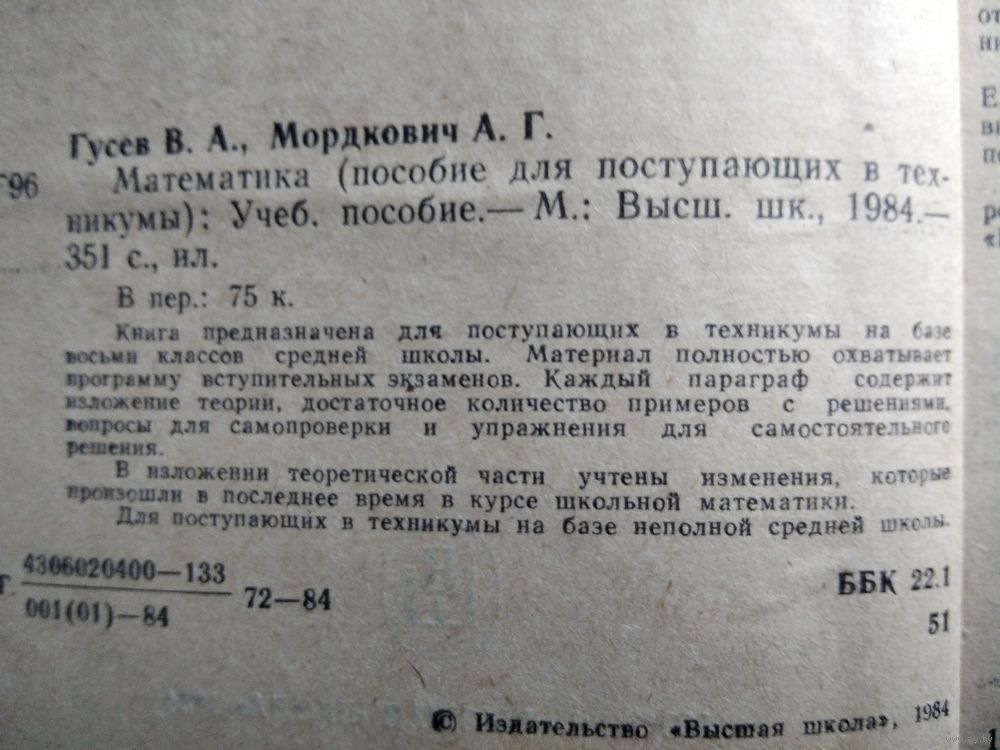 Гусев В. А., Мордкович А. Г.
Г96 Математика (пособие для поступающих в тех-
никумы): Учеб. пособие.— М.: Высш. шк., 1984.—
351 с., ил.
В пер.: 75 к.
Книга предназначена для поступающих в техникумы на базе
восьми классов средней школы. Материал полностью охватывает
программу вступительных экзаменов. Каждый параграф содержит
изложение теории, достаточное количество примеров с решениями,
вопросы для самопроверки и упражнения для самостоятельного
решения.
В изложении теоретической части учтены изменения, которые
произошли в последнее время в курсе школьной математики.
Для поступающих в техникумы на базе неполной средней школы.
Г 4306020400—133
001(01)—84
72—84
ББК 22.1
51
© Издательство «Высшая школа», 1984